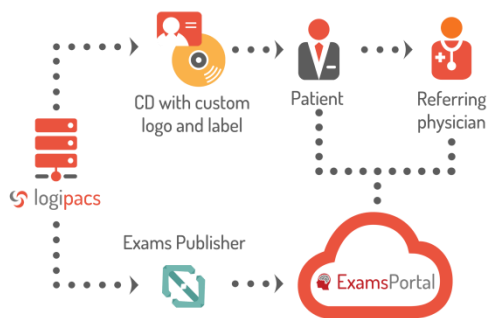 CD with custom
logo and label
Patient
Referring
physician
logipacs
Exams Publisher
ExamsPortal